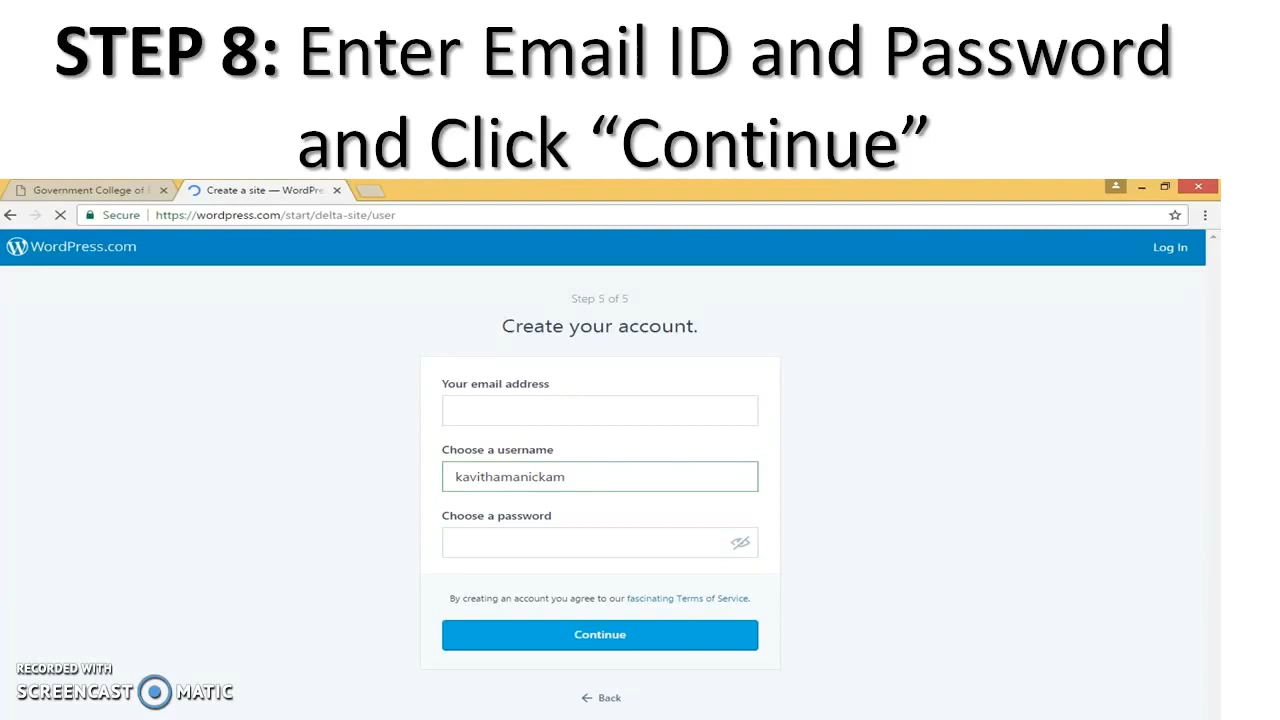 STEP 8: Enter Email ID and Password
and Click “Continue”
Government College of
Create a site — WordPre
Secure
https://wordpress.com/start/delta-site/user
WordPress.com
Log In
Step 5 of 5
Create your account.
Your email address
Choose a username
kavithamanickam
Choose a password
By creating an account you agree to our fascinating Terms of Service.
Continue
Back
RECORDED WITH
SCREENCAST MATIC